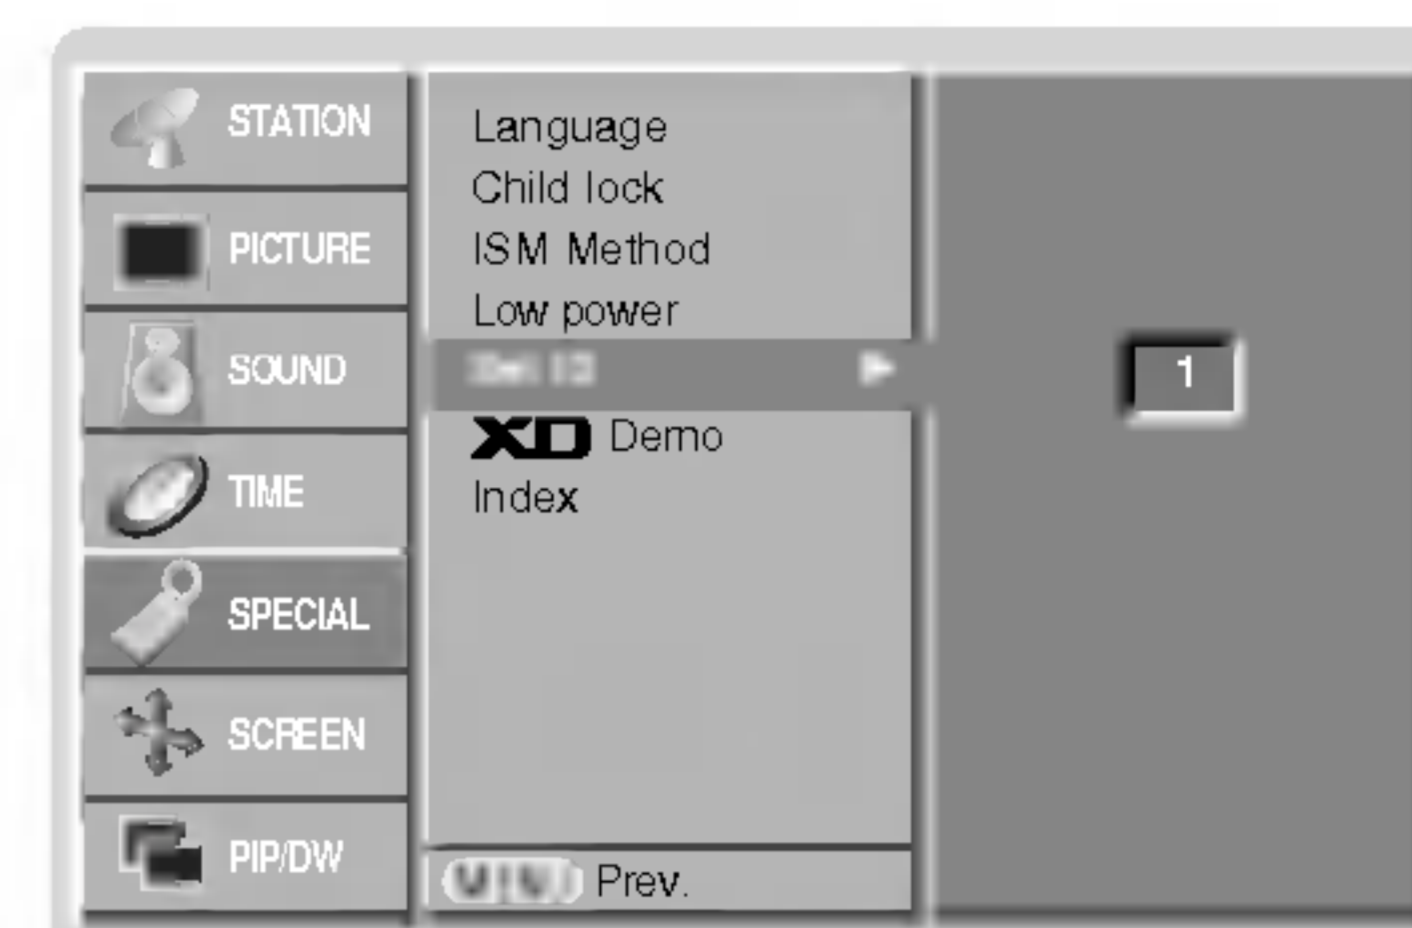 STATION
PICTURE
SOUND
TIME
SPECIAL
SCREEN
PIP/DW
Language
Child lock
ISM Method
Low power
XD Demo
Index
Prev.
1